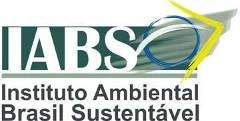 IABS
Instituto Ambiental
Brasil Sustentável